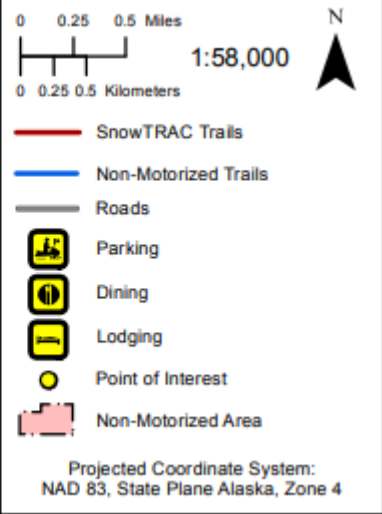 0 0.25 0.5 Miles
N
1:58,000
0 0.25 0.5 Kilometers
SnowTRAC Trails
Non-Motorized Trails
Roads
Parking
Dining
Lodging
Point of Interest
Non-Motorized Area
Projected Coordinate System:
NAD 83, State Plane Alaska, Zone 4